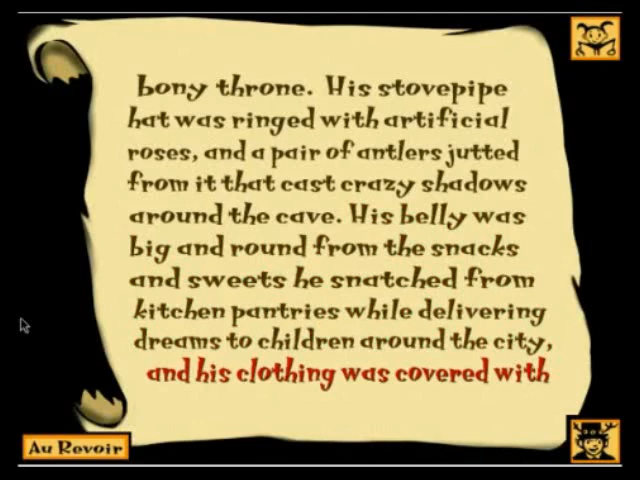 bony throne. His stovepipe
hat was ringed with artificial
roses, and a pair of antlers jutted
from it that cast crazy shadows
around the cave. His belly was
big and round from the snacks
and sweets he snatched from
kitchen pantries while delivering
dreams to children around the city,
and his clothing was covered with
Au Revoir